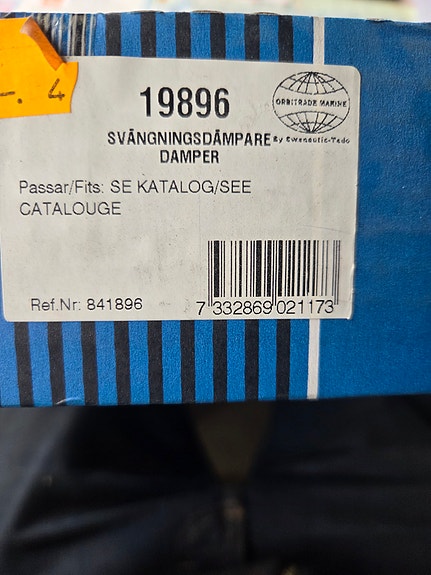 -. 4
19896
ORBITRADE MARINE
SVÄNGNINGSDÄMPARE
DAMPER
Passar/Fits: SE KATALOG/SEE
CATALOUGE
Ref.Nr: 841896
7 332869 021173